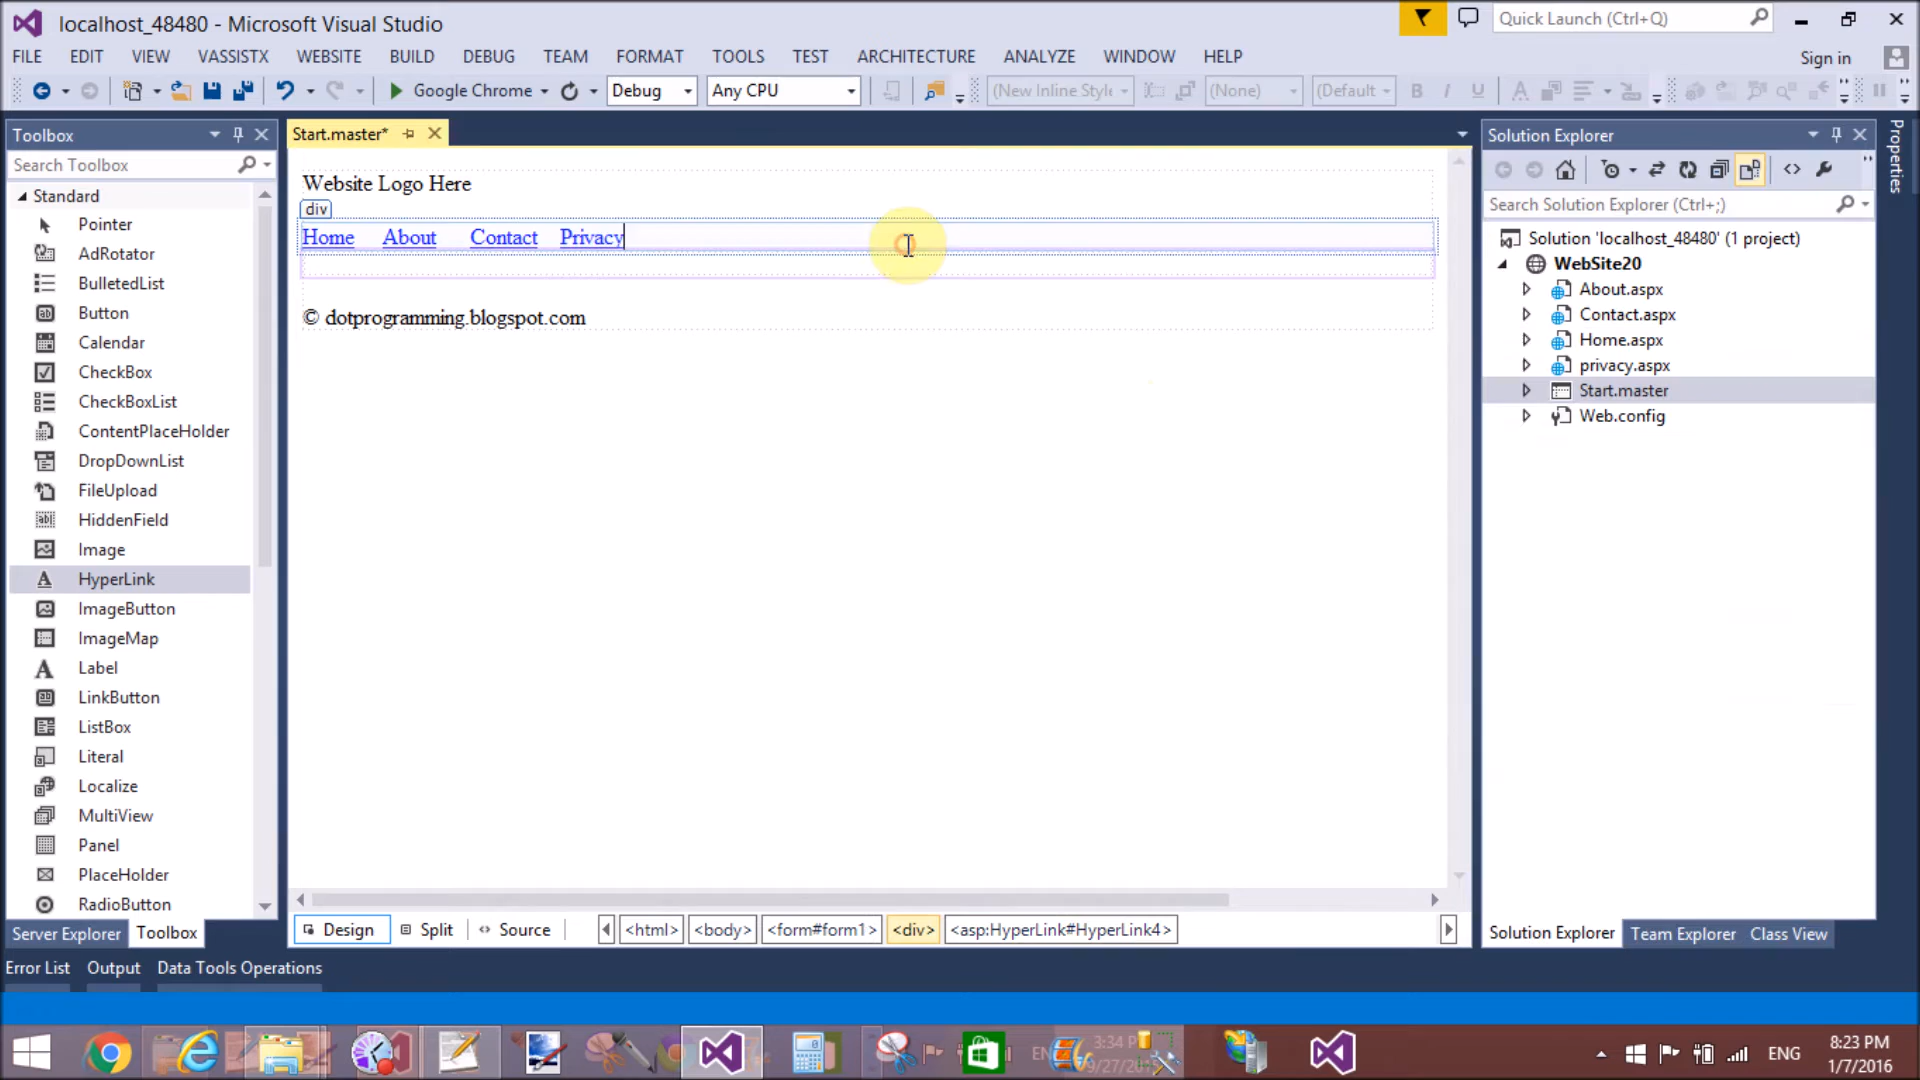 localhost_48480 - Microsoft Visual Studio
Quick Launch (Ctrl+Q)
FILE EDIT VIEW VASSISTX WEBSITE BUILD DEBUG TEAM FORMAT TOOLS TEST ARCHITECTURE ANALYZE WINDOW HELP
Sign in
Google Chrome Debug Any CPU (New Inline Style (None) (Default B I U A
Toolbox
Search Toolbox
Standard
Pointer
AdRotator
BulletedList
Button
Calendar
CheckBox
CheckBoxList
ContentPlaceHolder
DropDownList
FileUpload
HiddenField
Image
HyperLink
ImageButton
ImageMap
Label
LinkButton
ListBox
Literal
Localize
MultiView
Panel
PlaceHolder
RadioButton
Server Explorer Toolbox
Start.master*
Website Logo Here
div
Home About Contact Privacy
© dotprogramming.blogspot.com
Design Split Source <html> <body> <form#form1> <div> <asp:HyperLink#HyperLink4>
Solution Explorer
Search Solution Explorer (Ctrl+;)
Solution 'localhost_48480' (1 project)
WebSite20
About.aspx
Contact.aspx
Home.aspx
privacy.aspx
Start.master
Web.config
Solution Explorer Team Explorer Class View
Properties
Error List Output Data Tools Operations
3:34 PM
9/27/20
ENG
8:23 PM
1/7/2016